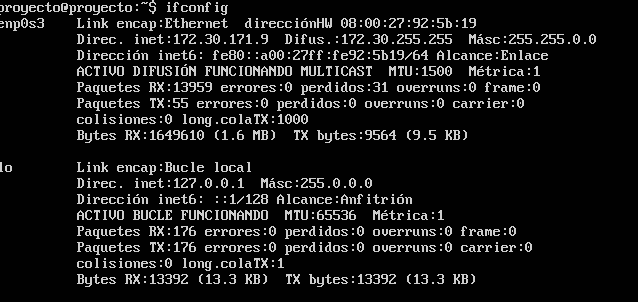 proyecto@proyecto:~$ ifconfig
enp0s3 Link encap:Ethernet direcciónHW 08:00:27:92:5b:19
Direc. inet:172.30.171.9 Difus.:172.30.255.255 Másc:255.255.0.0
Dirección inet6: fe80::a00:27ff:fe92:5b19/64 Alcance:Enlace
ACTIVO DIFUSIÓN FUNCIONANDO MULTICAST MTU:1500 Métrica:1
Paquetes RX:13959 errores:0 perdidos:31 overruns:0 frame:0
Paquetes TX:55 errores:0 perdidos:0 overruns:0 carrier:0
colisiones:0 long.colaTX:1000
Bytes RX:1649610 (1.6 MB) TX bytes:9564 (9.5 KB)
lo Link encap:Bucle local
Direc. inet:127.0.0.1 Másc:255.0.0.0
Dirección inet6: ::1/128 Alcance:Anfitrión
ACTIVO BUCLE FUNCIONANDO MTU:65536 Métrica:1
Paquetes RX:176 errores:0 perdidos:0 overruns:0 frame:0
Paquetes TX:176 errores:0 perdidos:0 overruns:0 carrier:0
colisiones:0 long.colaTX:1
Bytes RX:13392 (13.3 KB) TX bytes:13392 (13.3 KB)